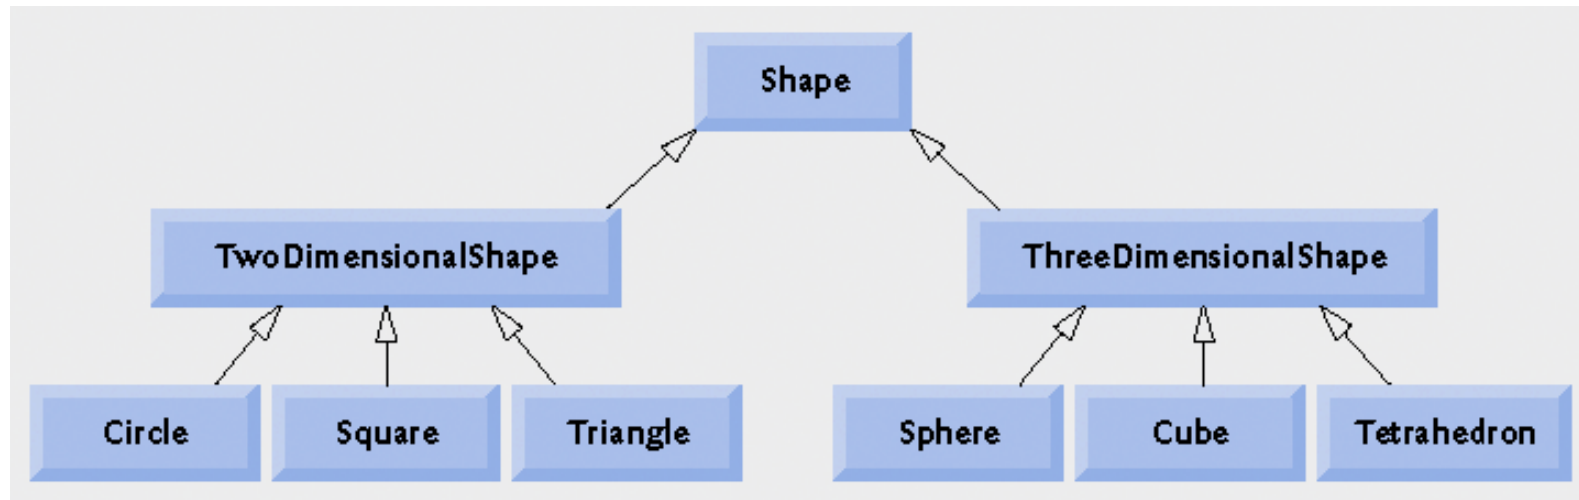 Shape
TwoDimensionalShape
ThreeDimensionalShape
Circle
Square
Triangle
Sphere
Cube
Tetrahedron